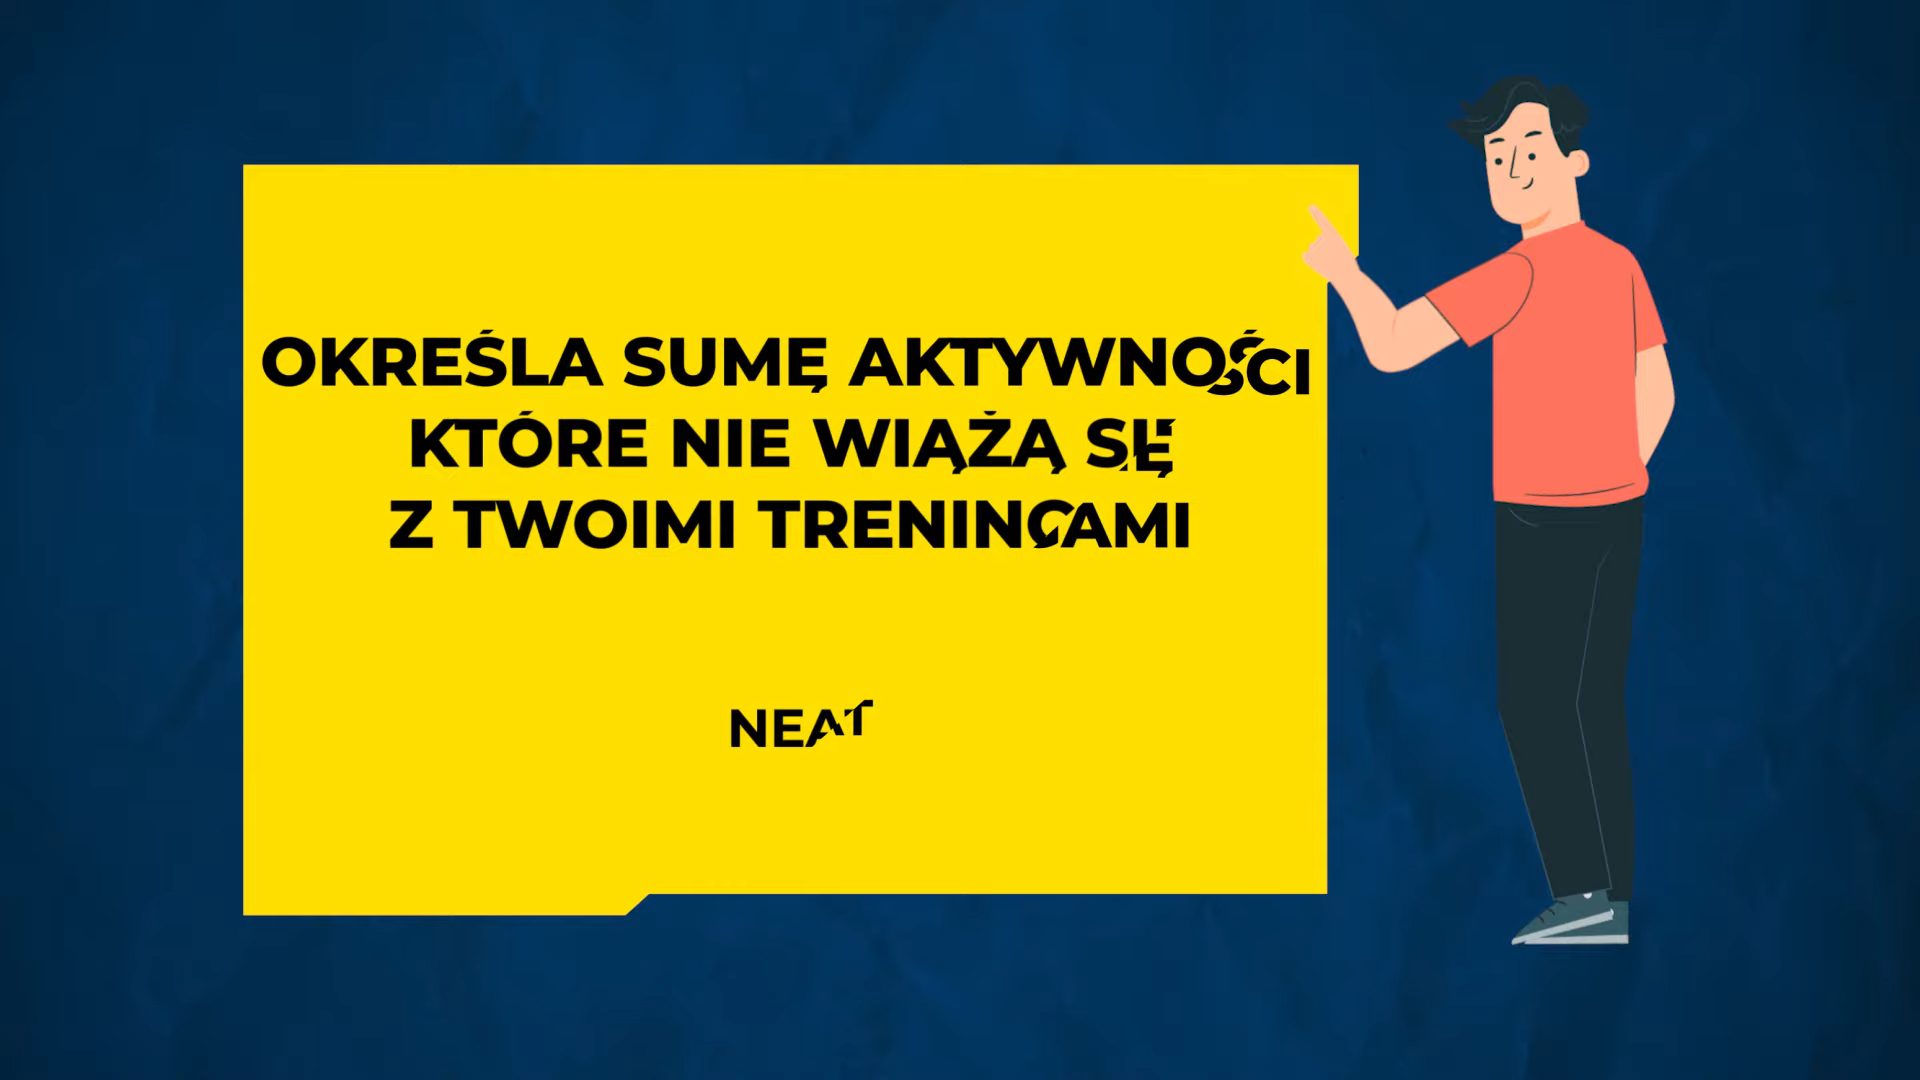 OKREŚLA SUMĘ AKTYWNOŚCI
KTÓRE NIE WIĄŻĄ SIĘ
Z TWOIMI TRENINGAMI
NEAT